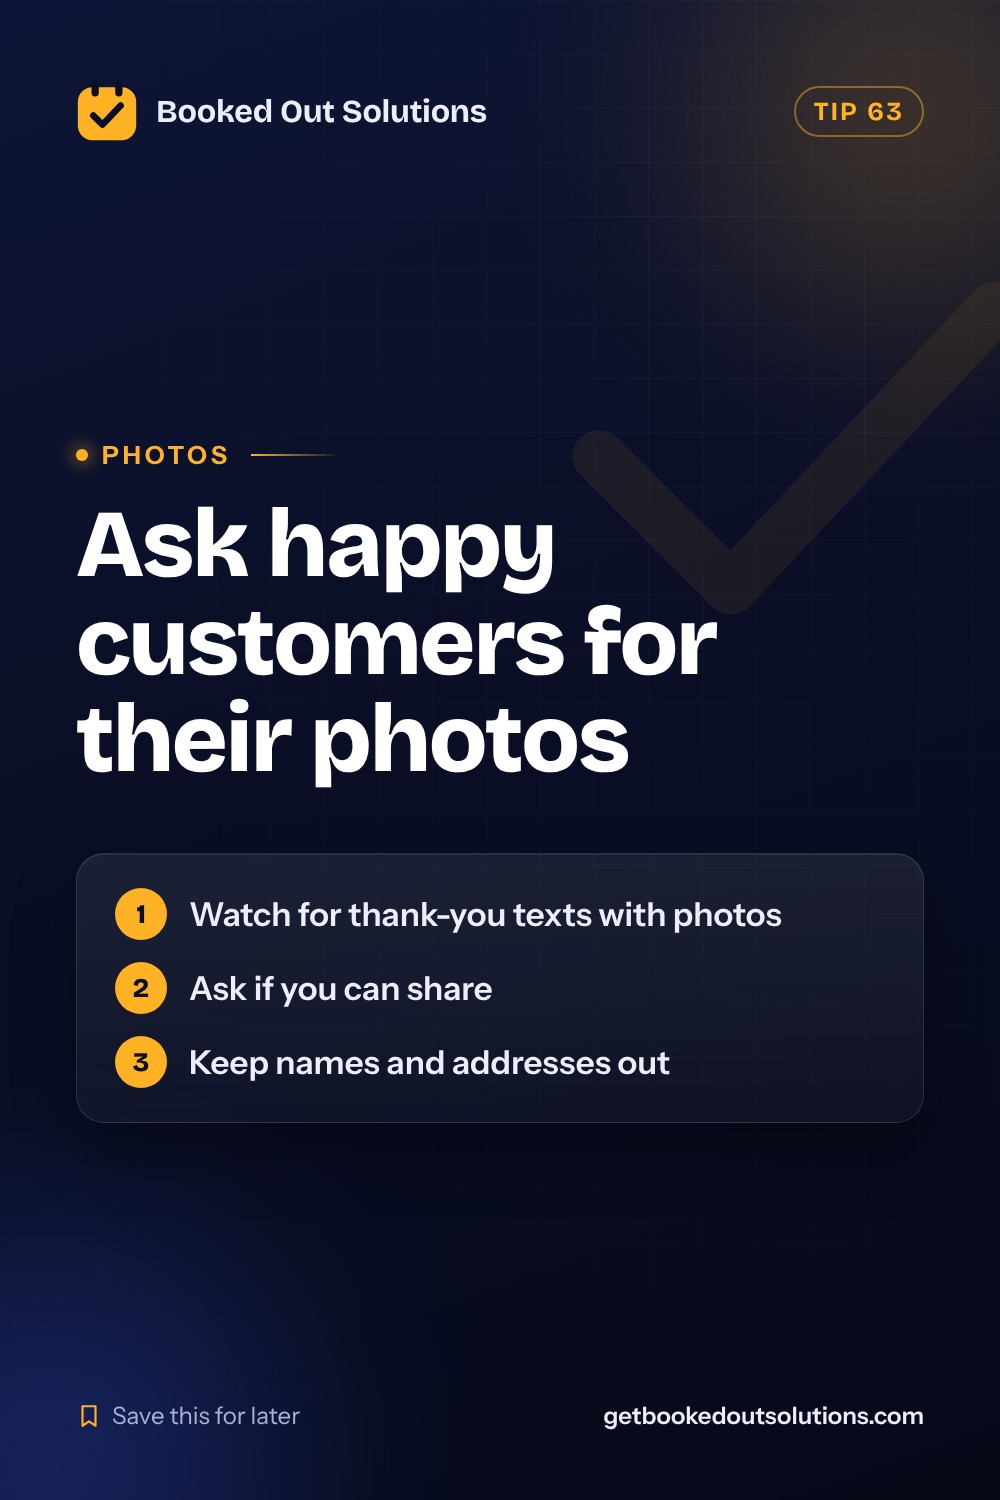 Booked Out Solutions
TIP 63
PHOTOS
Ask happy
customers for
their photos
1 Watch for thank-you texts with photos
2 Ask if you can share
3 Keep names and addresses out
Save this for later
getbookedoutsolutions.com